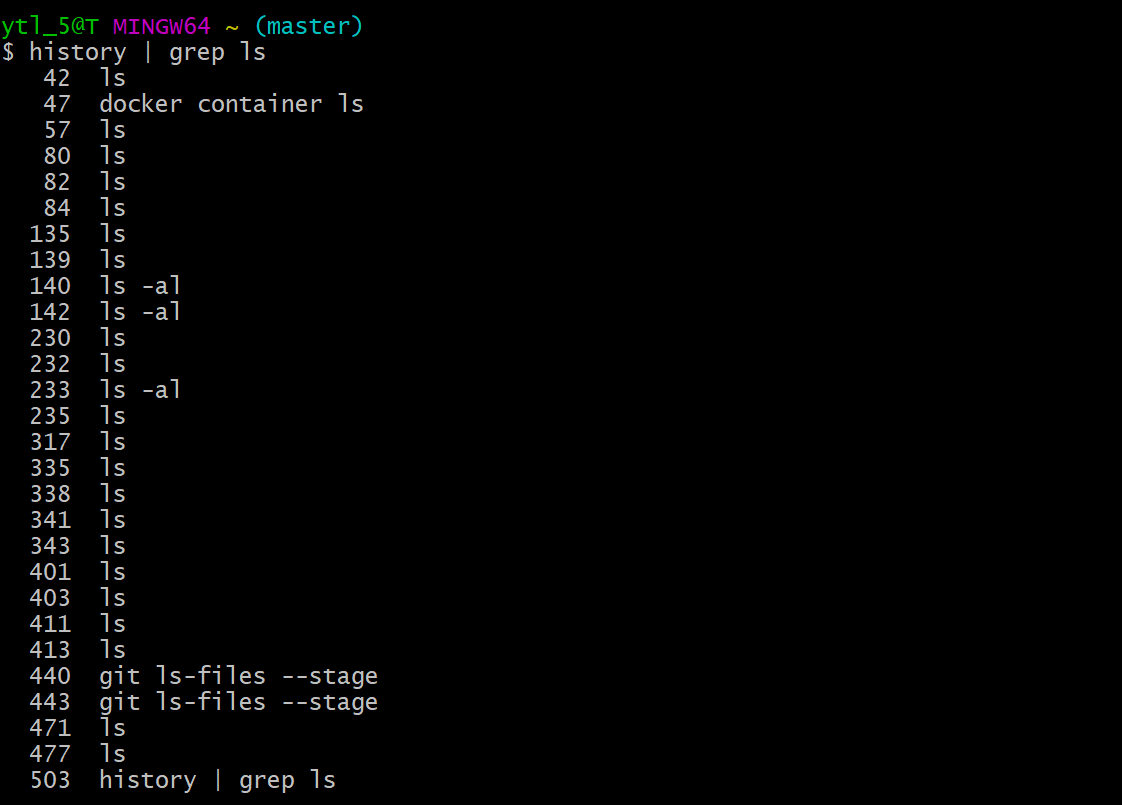 ytl_5@T MINGW64 ~ (master)
$ history | grep ls
42 ls
47 docker container ls
57 ls
80 ls
82 ls
84 ls
135 ls
139 ls
140 ls -al
142 ls -al
230 ls
232 ls
233 ls -al
235 ls
317 ls
335 ls
338 ls
341 ls
343 ls
401 ls
403 ls
411 ls
413 ls
440 git ls-files --stage
443 git ls-files --stage
471 ls
477 ls
503 history | grep ls